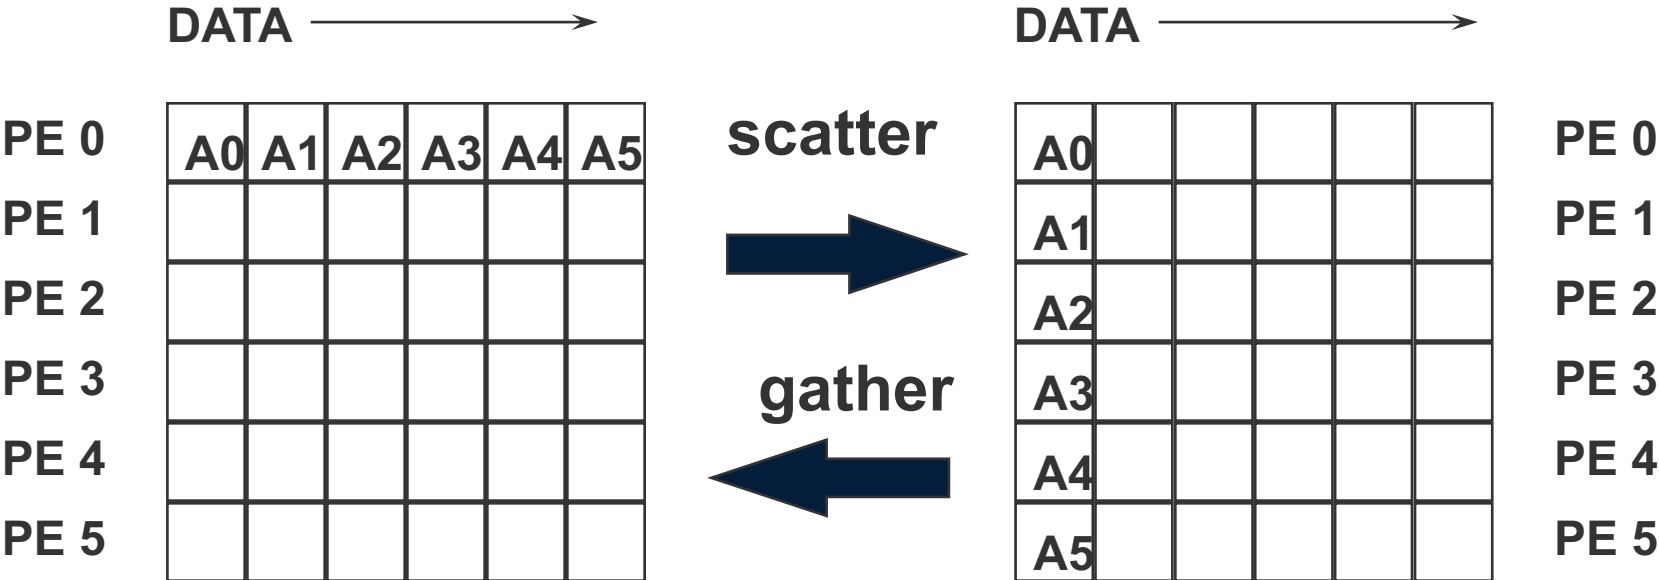 DATA DATA
PE 0 A0 A1 A2 A3 A4 A5 scatter A0 PE 0
PE 1 A1 PE 1
PE 2 A2 PE 2
PE 3 gather A3 PE 3
PE 4 A4 PE 4
PE 5 A5 PE 5